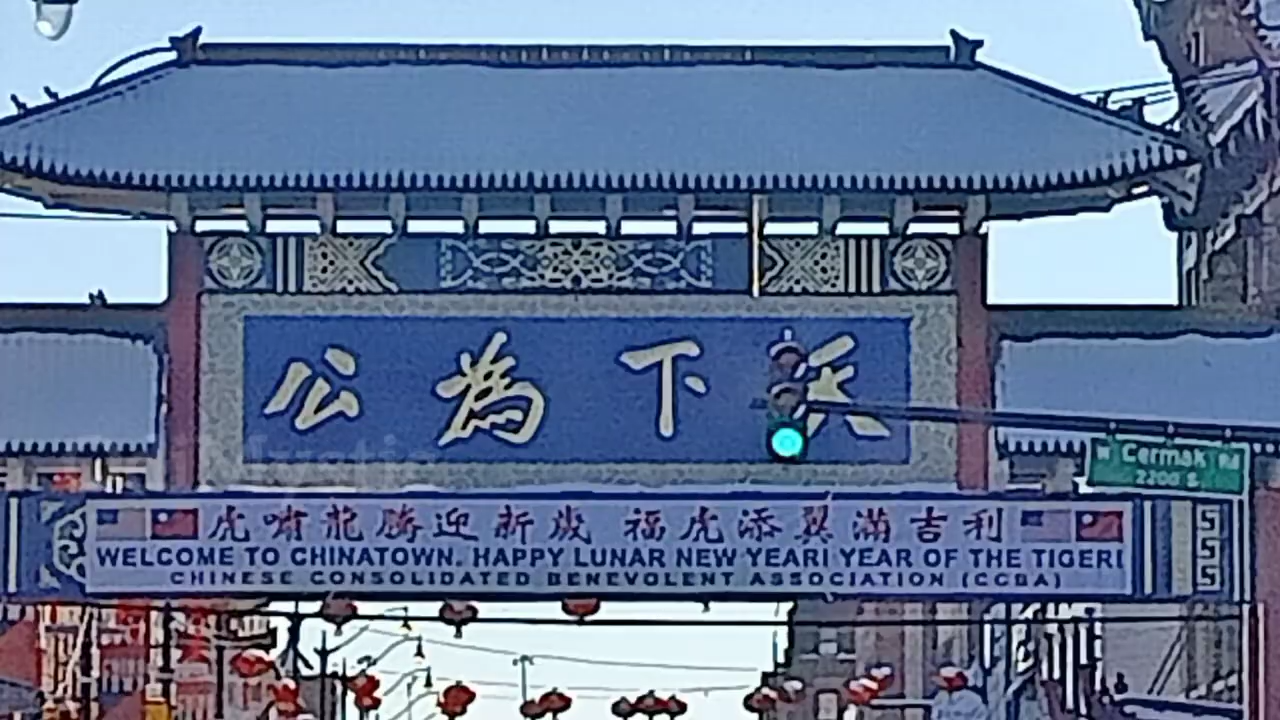 天下為公
W Cermak Rd
2200 S
虎嘯龍騰迎新歲 福虎添翼滿吉利
WELCOME TO CHINATOWN. HAPPY LUNAR NEW YEAR! YEAR OF THE TIGER!
CHINESE CONSOLIDATED BENEVOLENT ASSOCIATION (CCBA)